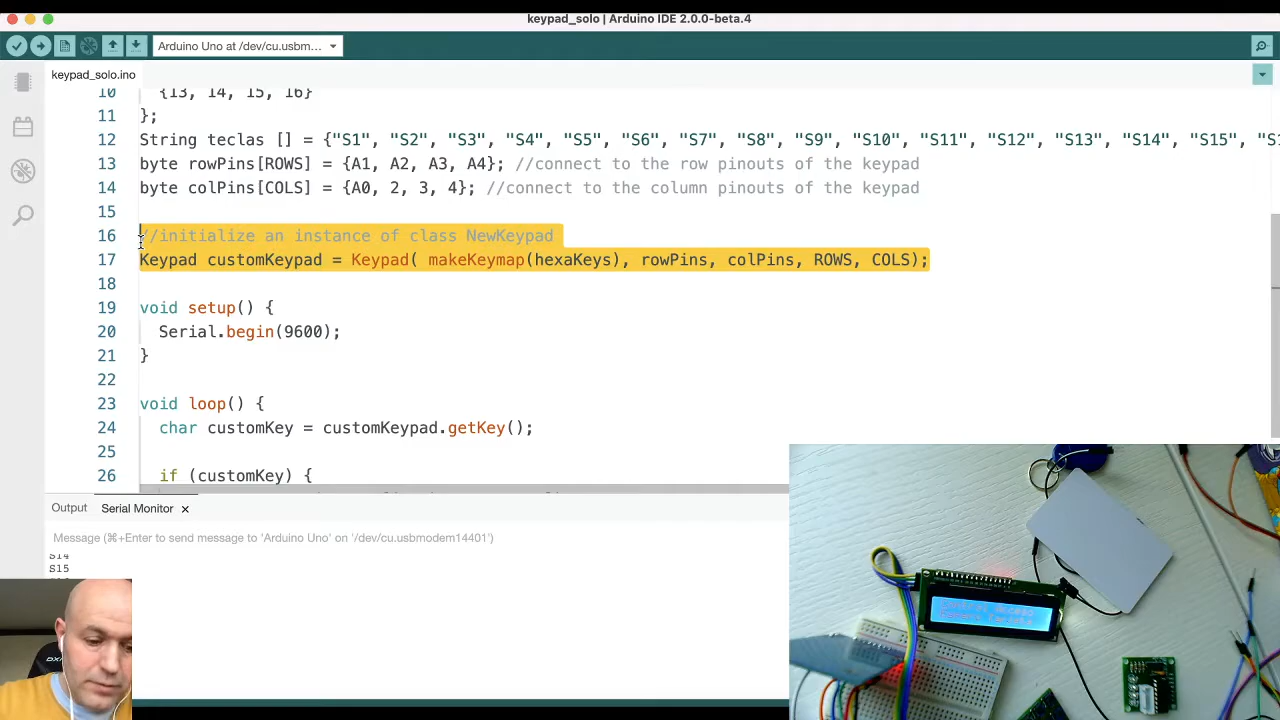 keypad_solo | Arduino IDE 2.0.0-beta.4
Arduino Uno at /dev/cu.usbm...
keypad_solo.ino
10 {13, 14, 15, 16}
11 };
12 String teclas [] = {"S1", "S2", "S3", "S4", "S5", "S6", "S7", "S8", "S9", "S10", "S11", "S12", "S13", "S14", "S15", "S1
13 byte rowPins[ROWS] = {A1, A2, A3, A4}; //connect to the row pinouts of the keypad
14 byte colPins[COLS] = {A0, 2, 3, 4}; //connect to the column pinouts of the keypad
15
16 //initialize an instance of class NewKeypad
17 Keypad customKeypad = Keypad( makeKeymap(hexaKeys), rowPins, colPins, ROWS, COLS);
18
19 void setup() {
20 Serial.begin(9600);
21 }
22
23 void loop() {
24 char customKey = customKeypad.getKey();
25
26 if (customKey) {
Output Serial Monitor
Message (⌘+Enter to send message to 'Arduino Uno' on '/dev/cu.usbmodem14401')
S14
S15